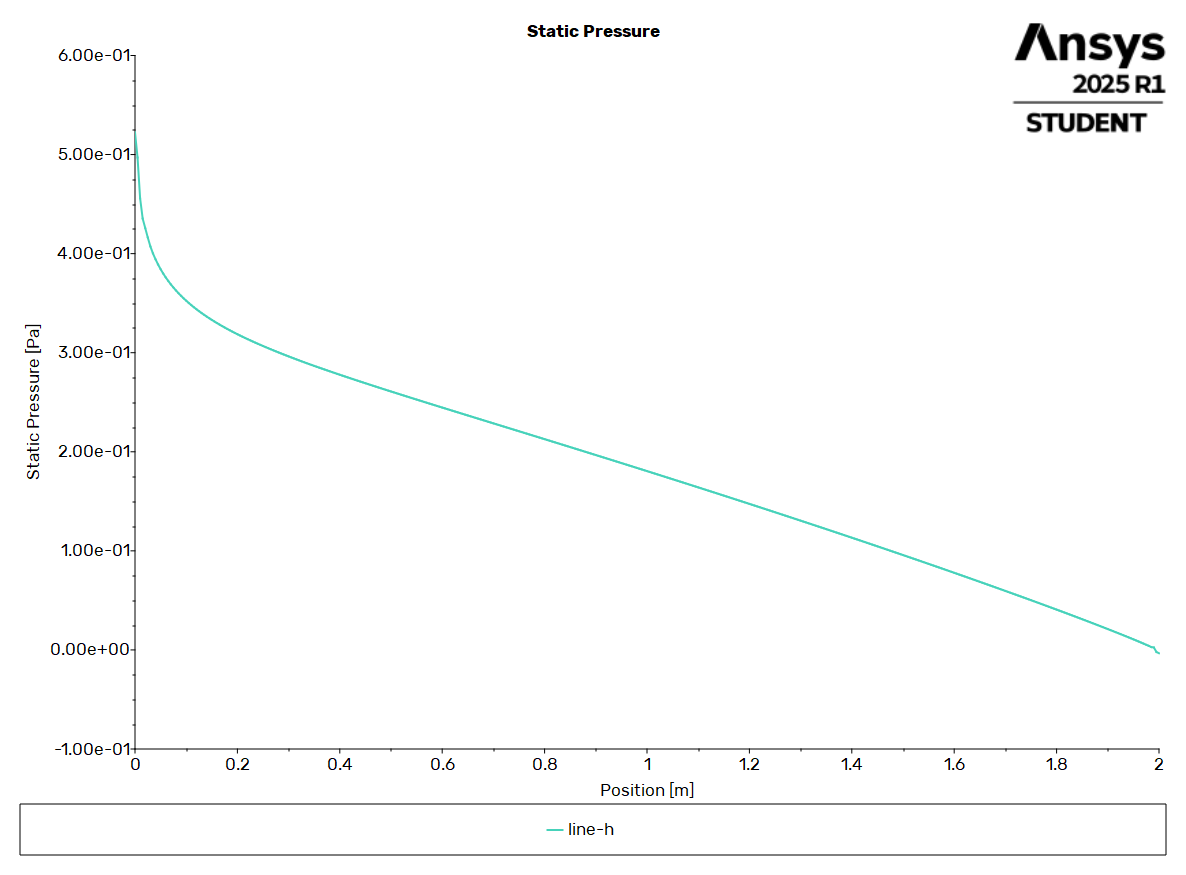 Static Pressure
Ansys
2025 R1
STUDENT
6.00e-01
5.00e-01
4.00e-01
3.00e-01
2.00e-01
1.00e-01
0.00e+00
-1.00e-01
Static Pressure [Pa]
0 0.2 0.4 0.6 0.8 1 1.2 1.4 1.6 1.8 2
Position [m]
line-h